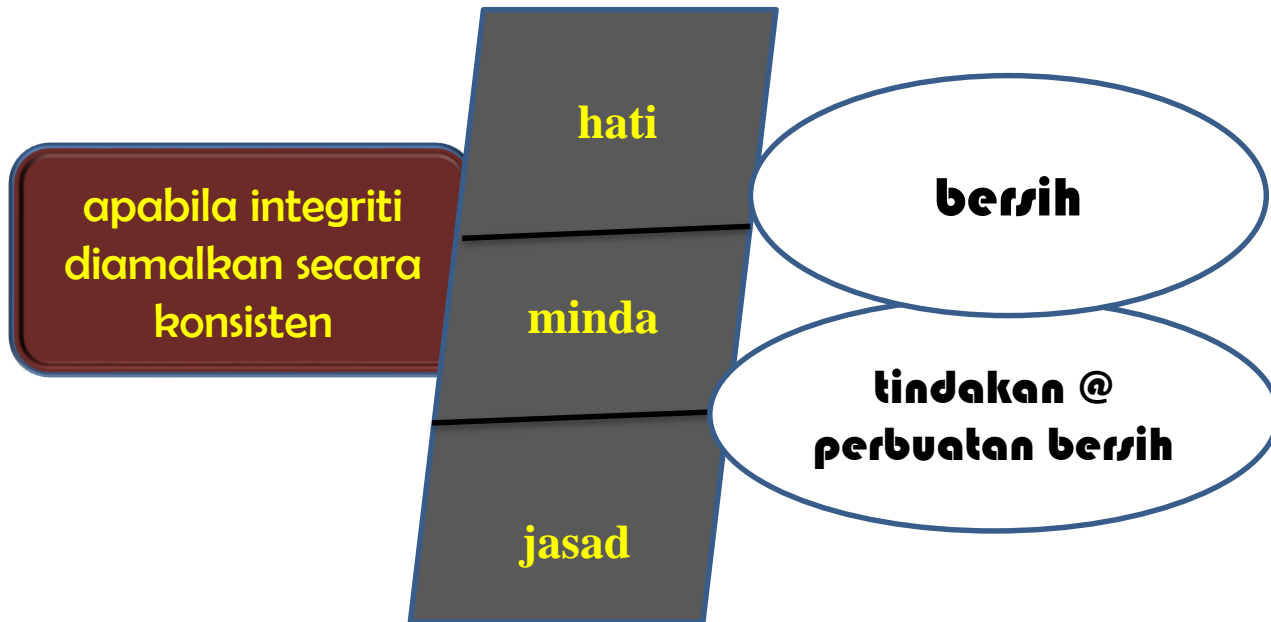 apabila integriti
diamalkan secara
konsisten
hati
minda
jasad
bersih
tindakan @
perbuatan bersih